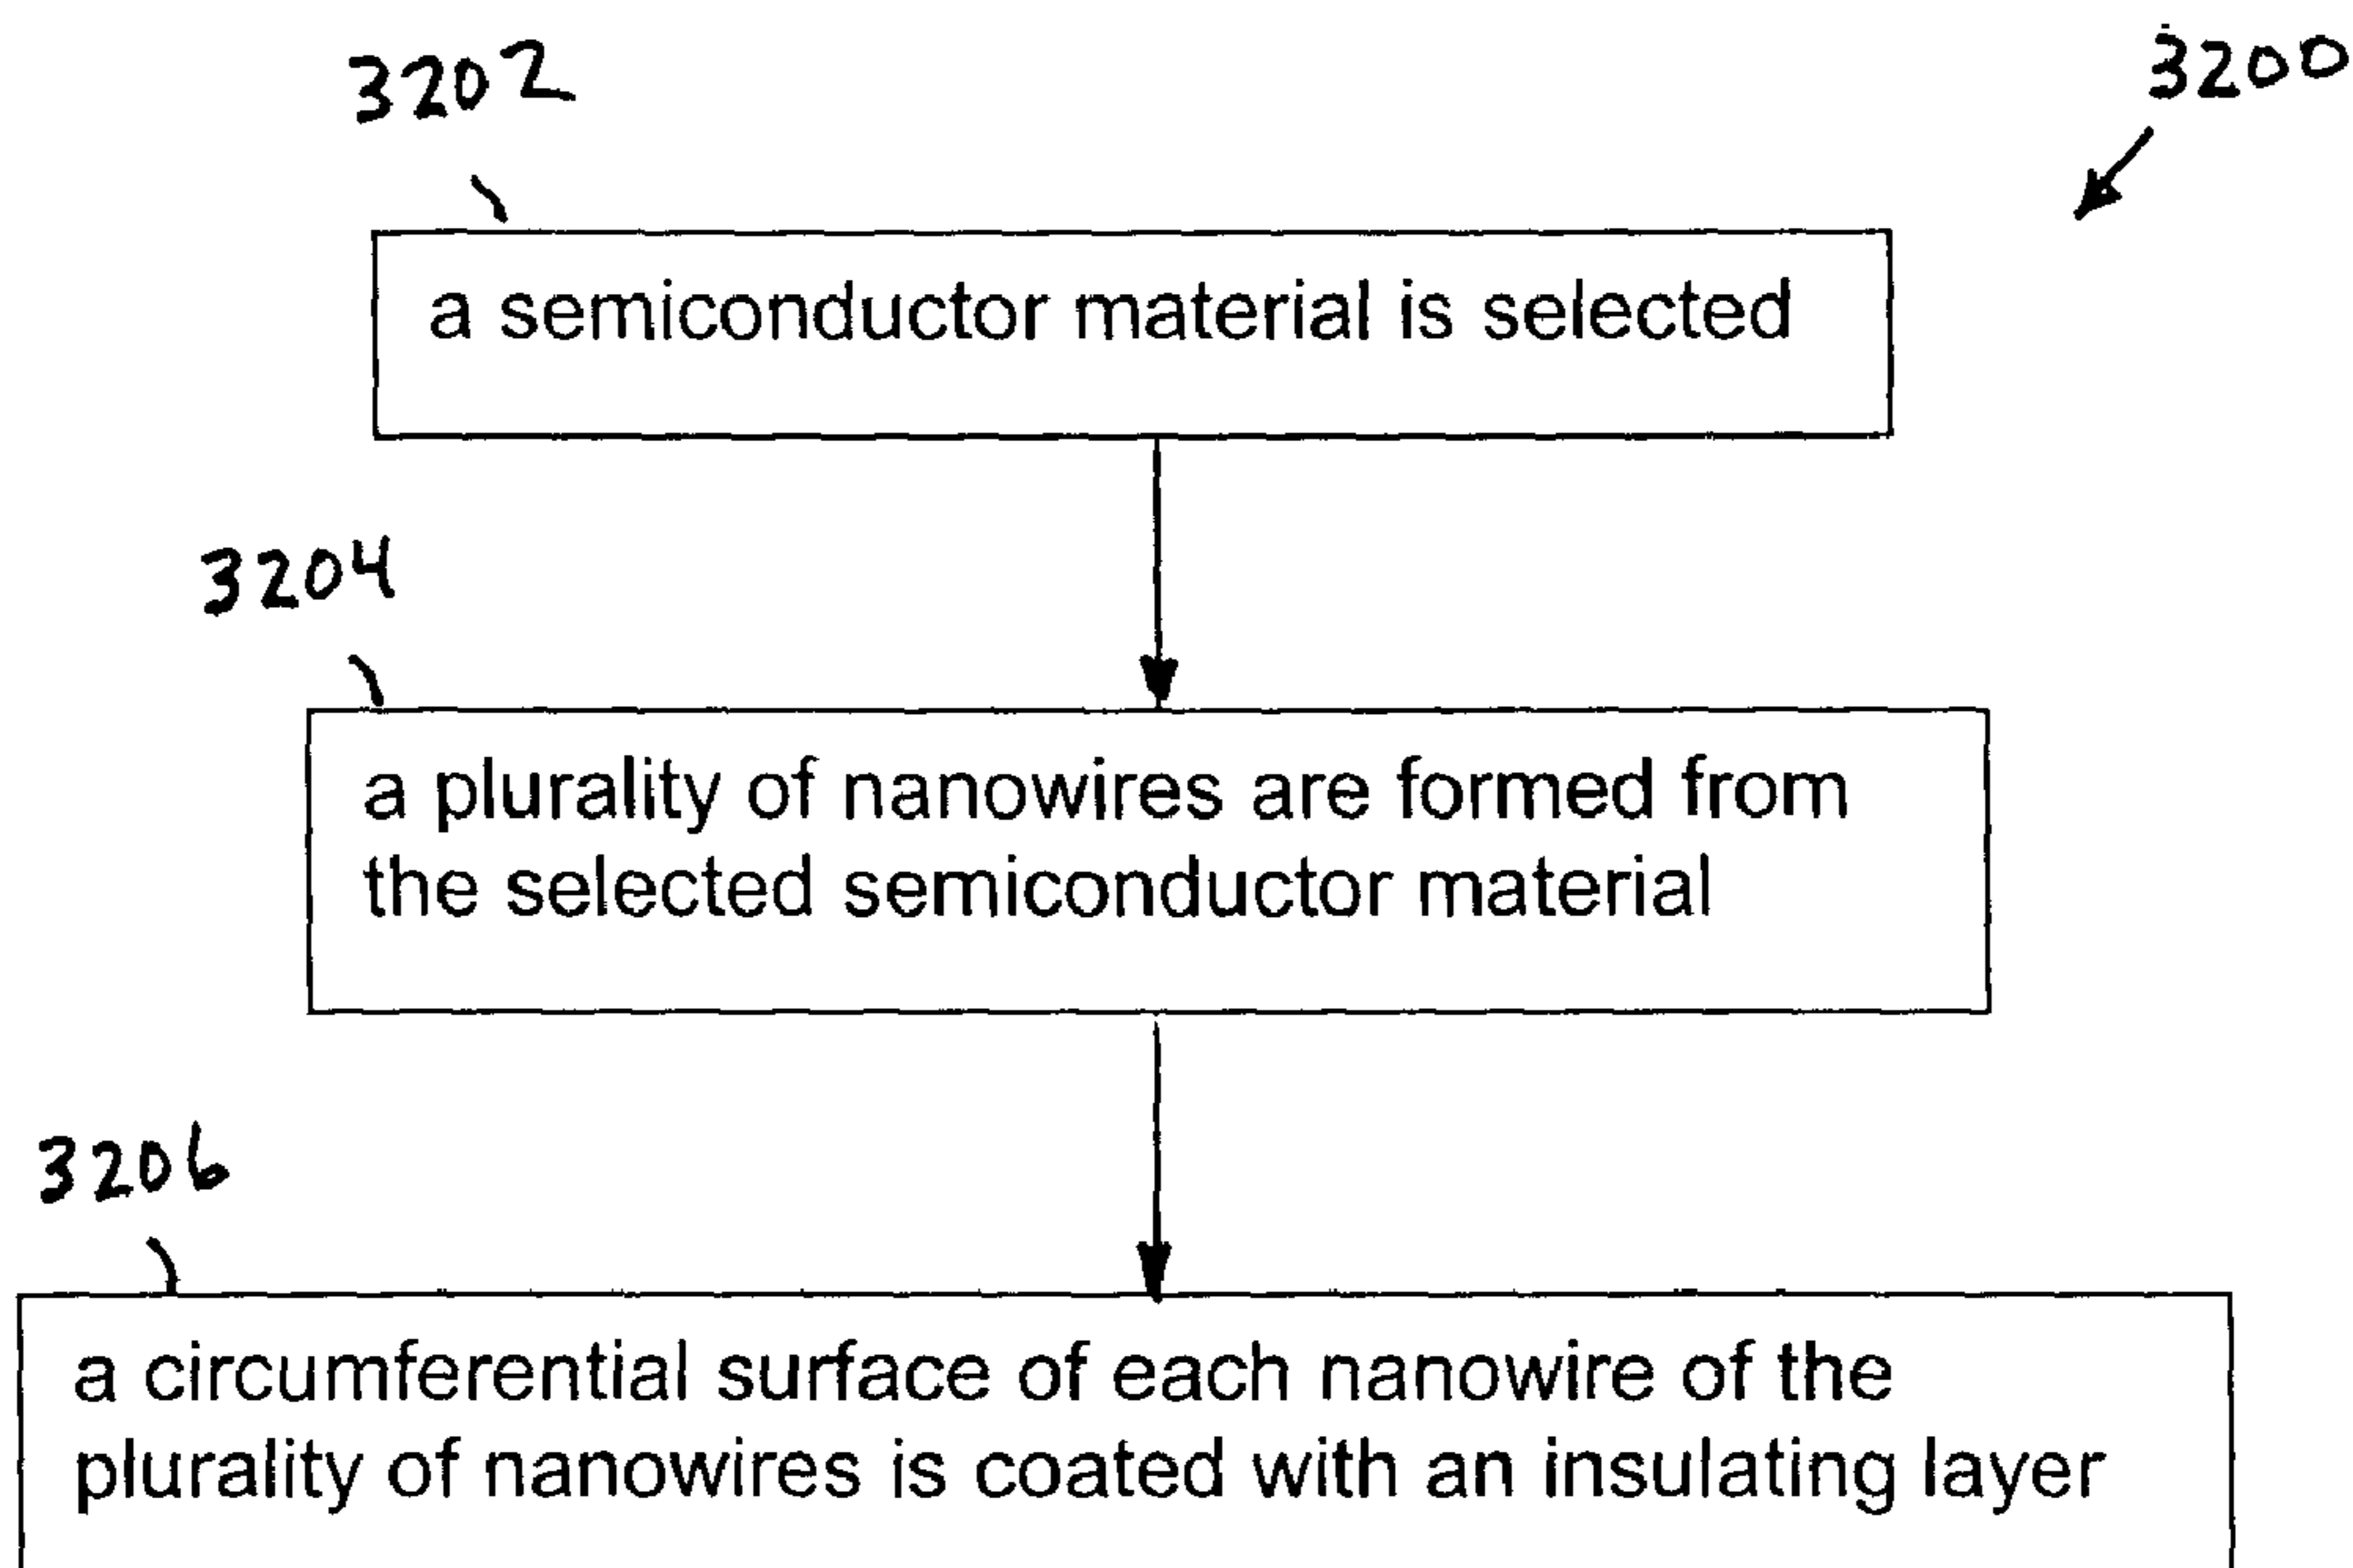 3202
3200
a semiconductor material is selected
3204
a plurality of nanowires are formed from
the selected semiconductor material
3206
a circumferential surface of each nanowire of the
plurality of nanowires is coated with an insulating layer